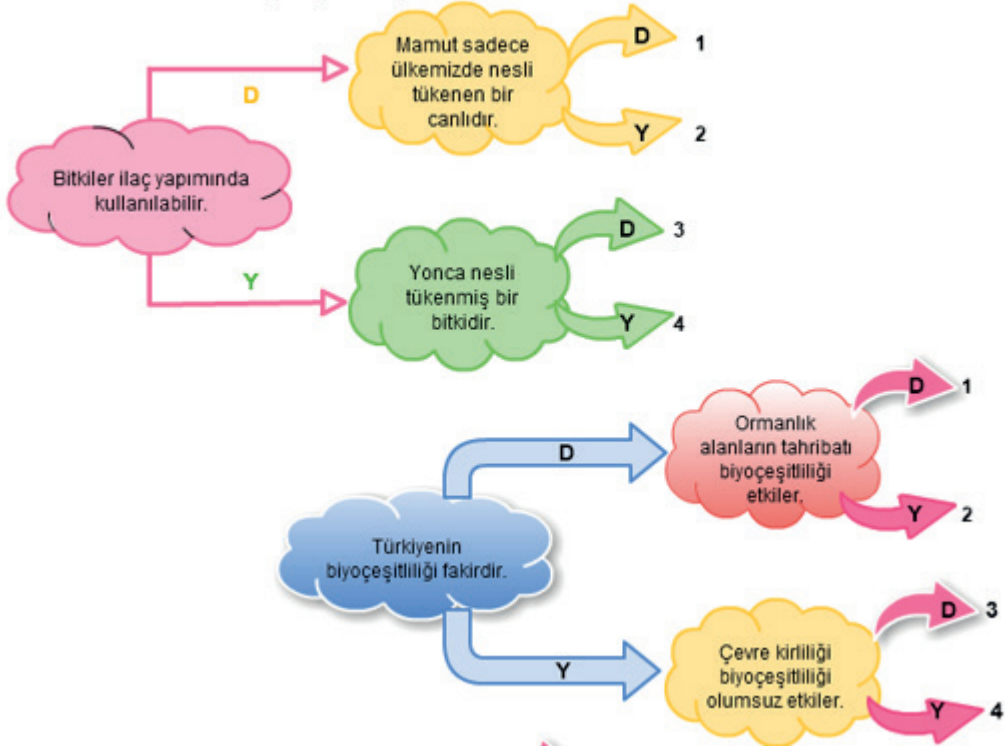 Mamut sadece
ülkemizde nesli
tükenen bir
canlıdır.
D
1
Y
2
D
Bitkiler ilaç yapımında
kullanılabilir.
Y
Yonca nesli
tükenmiş bir
bitkidir.
D
3
Y
4
Ormanlık
alanların tahribatı
biyoçeşitliliği
etkiler.
D
1
Y
2
D
Türkiyenin
biyoçeşitliliği fakirdir.
Y
Çevre kirliliği
biyoçeşitliliği
olumsuz etkiler.
D
3
Y
4